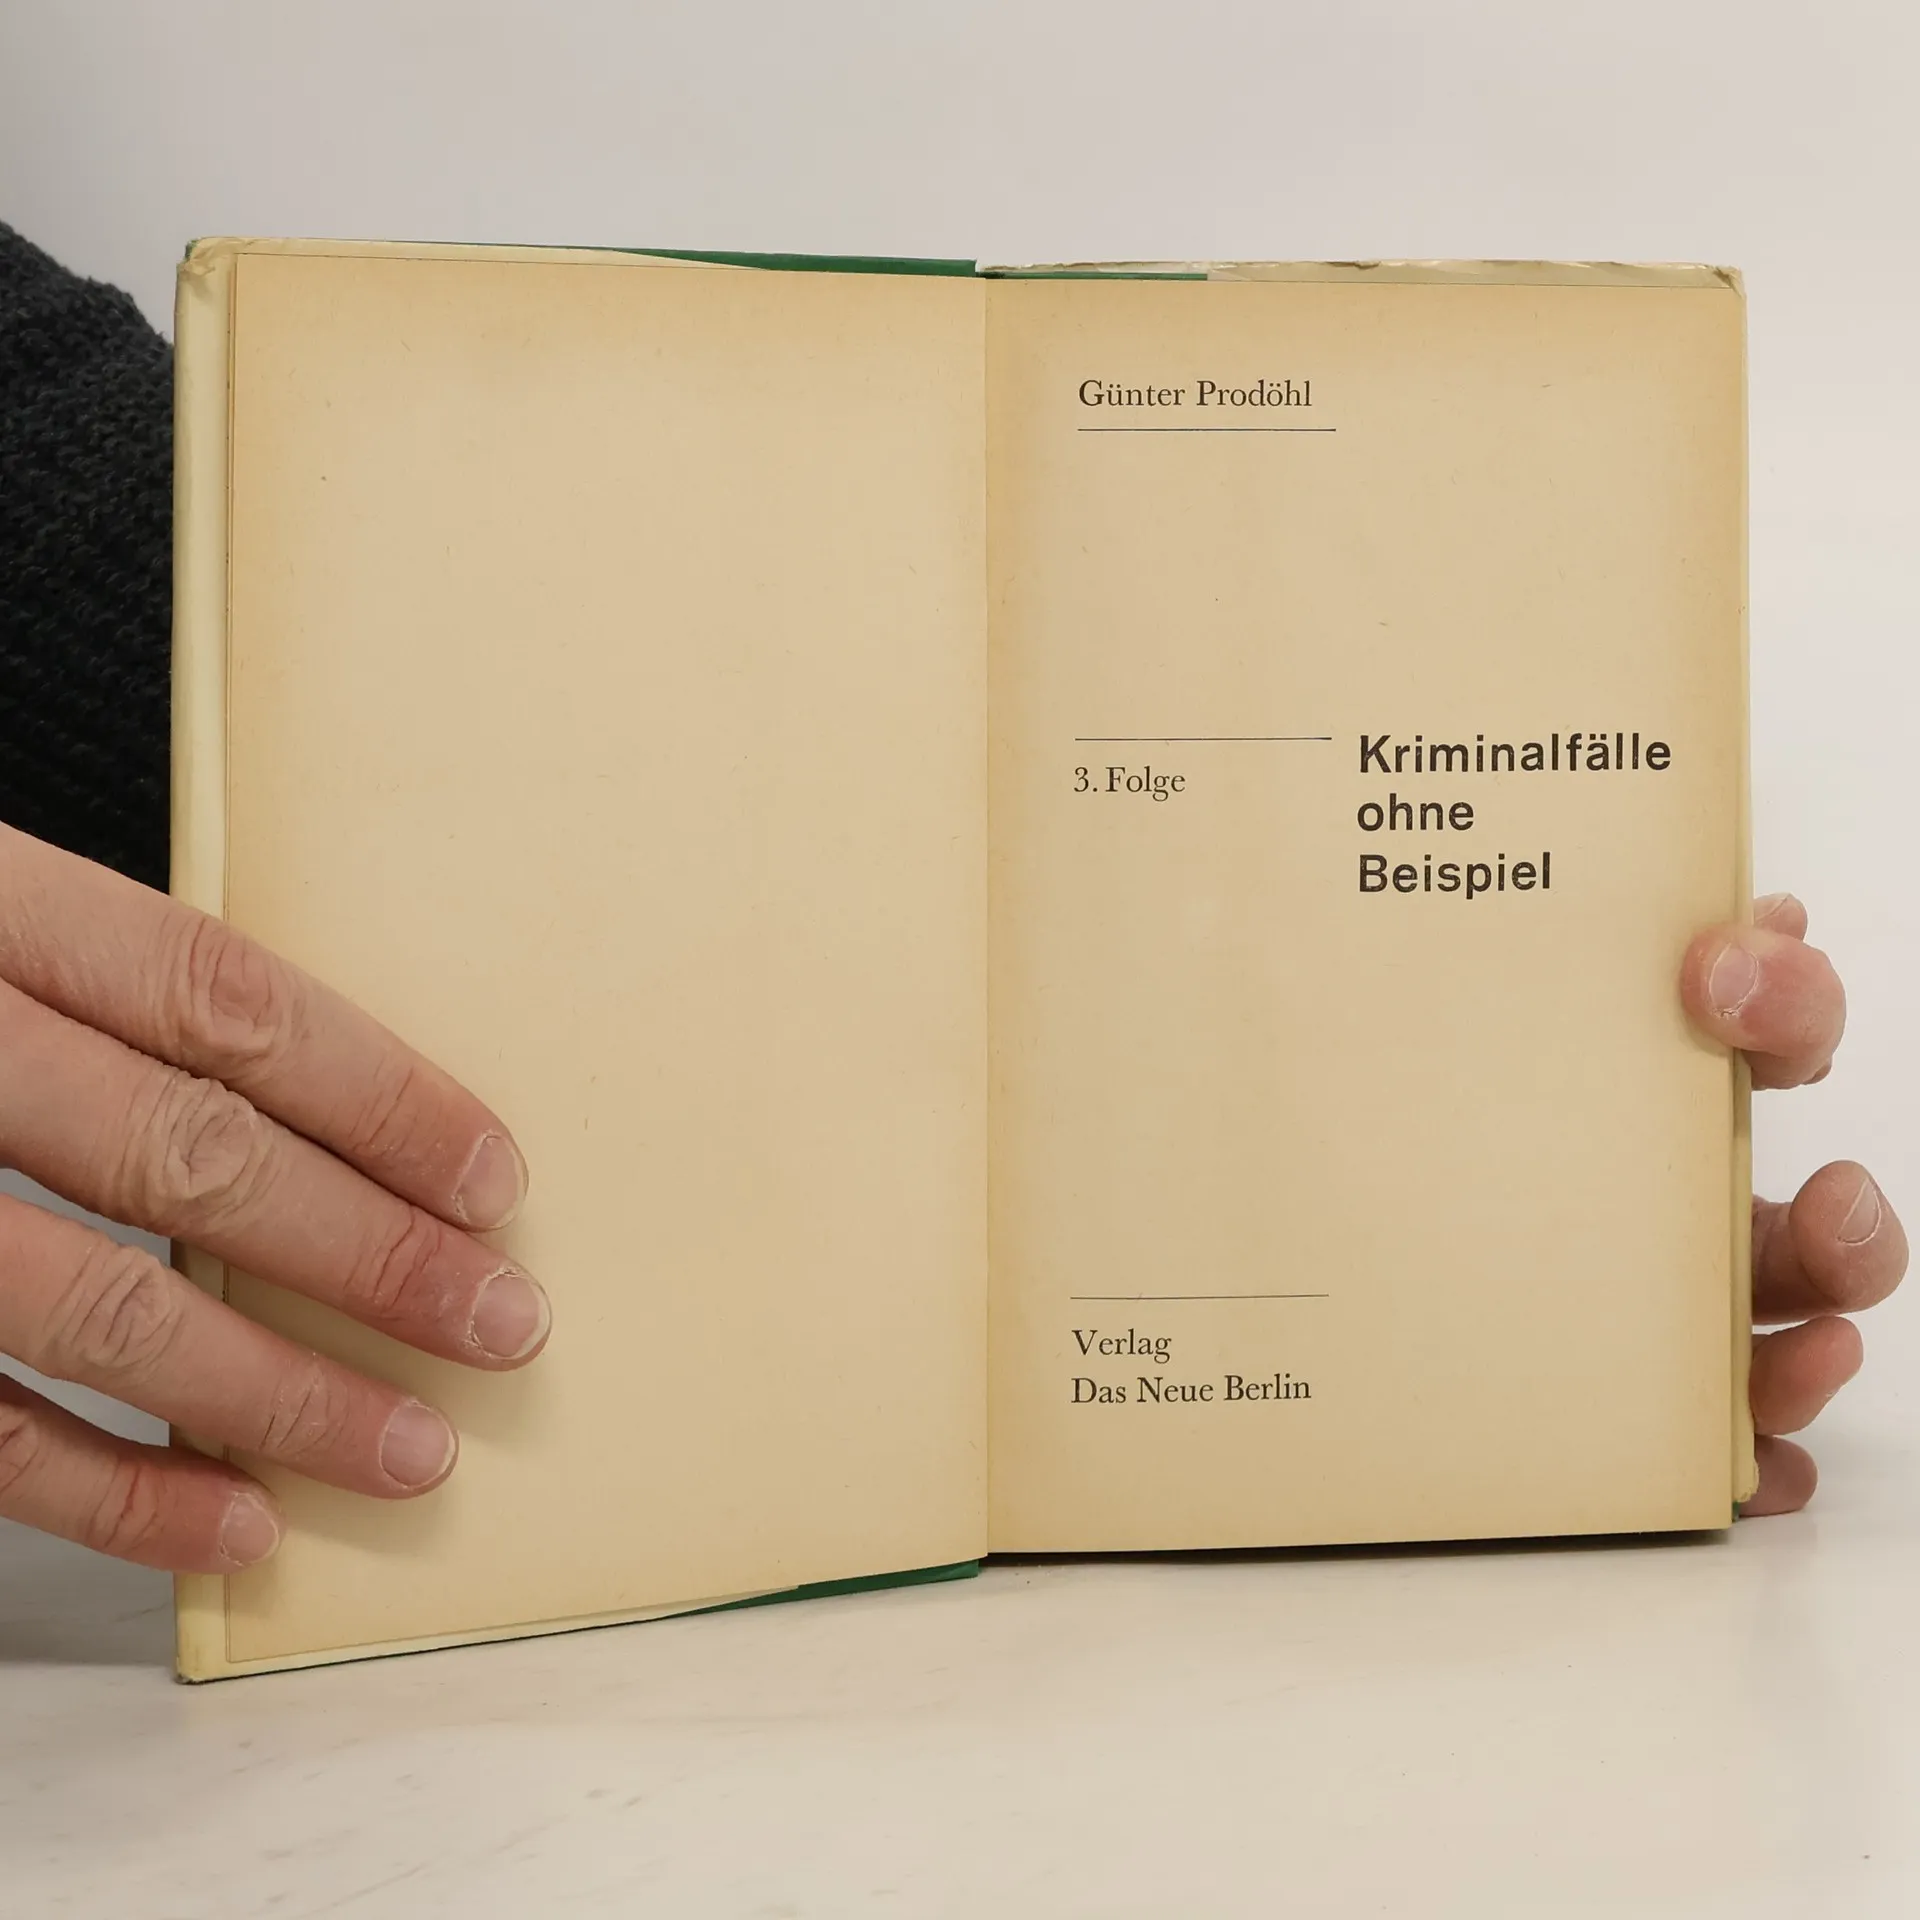 Günter Prodöhl
3. Folge
Kriminalfälle
ohne
Beispiel
Verlag
Das Neue Berlin